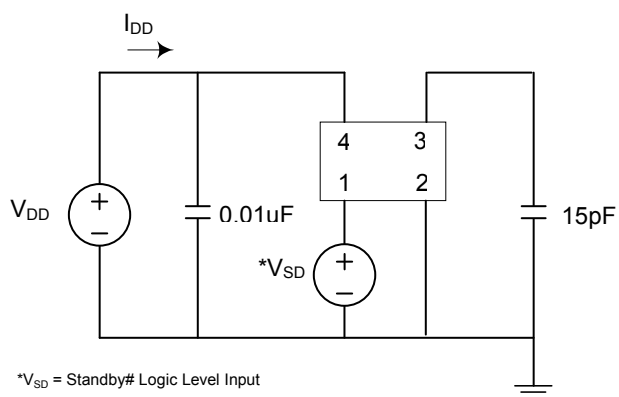 IDD
4 3
1 2
VDD
+
−
0.01uF
*VSD
+
−
15pF
*VSD = Standby# Logic Level Input